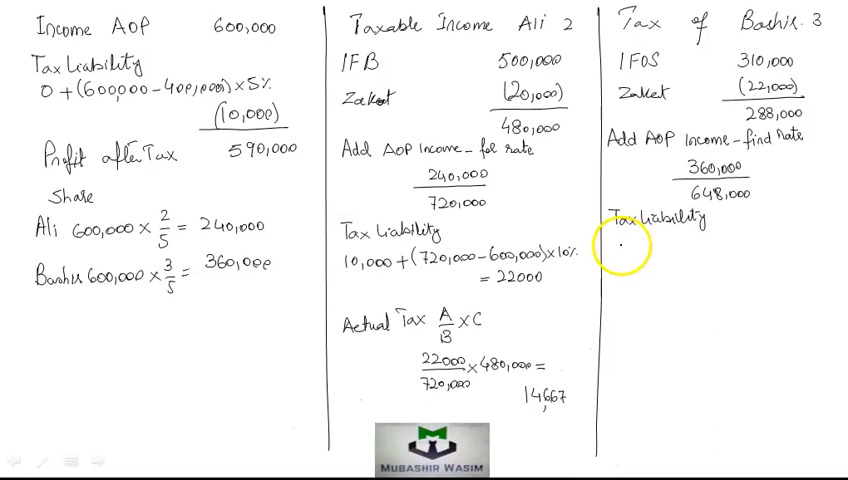 Income AOP 600,000
Tax Liability
0 + (600,000 - 400,000) x 5%
(10,000)
Profit after Tax 590,000
Share
Ali 600,000 x 2/5 = 240,000
Bashir 600,000 x 3/5 = 360,000
Taxable Income Ali 2
IFB 500,000
Zakat (20,000)
480,000
Add AOP Income - for rate
240,000
720,000
Tax Liability
10,000 + (720,000 - 600,000) x 10%
= 22000
Actual Tax A/B x C
22000/720,000 x 480,000 =
14,667
Tax of Bashir. 3
IFOS 310,000
Zakat (22,000)
288,000
Add AOP Income - find Rate
360,000
648,000
Tax Liability
MUBASHIR WASIM